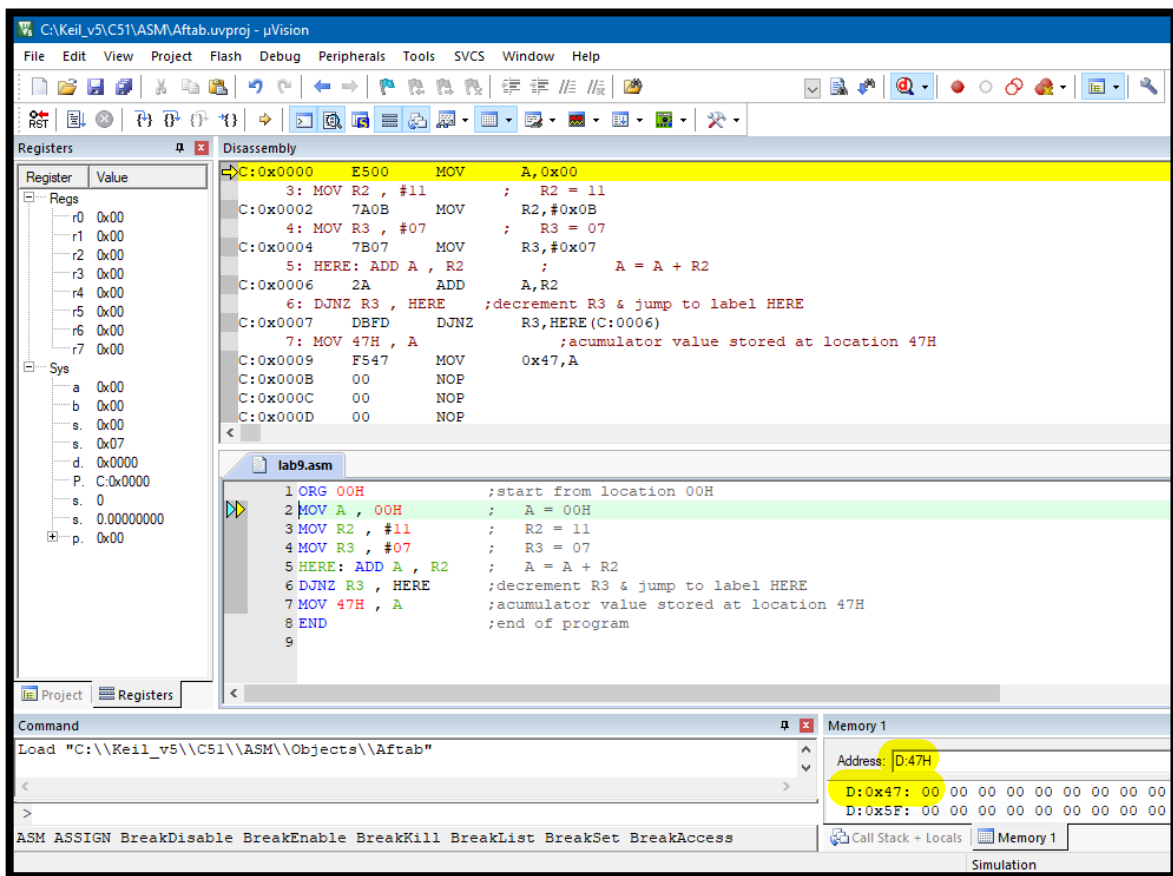 C:\Keil_v5\C51\ASM\Aftab.uvproj - µVision
File Edit View Project Flash Debug Peripherals Tools SVCS Window Help
RST
Registers
Register Value
Regs
r0 0x00
r1 0x00
r2 0x00
r3 0x00
r4 0x00
r5 0x00
r6 0x00
r7 0x00
Sys
a 0x00
b 0x00
s. 0x00
s. 0x07
d. 0x0000
P. C:0x0000
s. 0
s. 0.00000000
p. 0x00
Project Registers
Disassembly
C:0x0000 E500 MOV A,0x00
3: MOV R2 , #11 ; R2 = 11
C:0x0002 7A0B MOV R2,#0x0B
4: MOV R3 , #07 ; R3 = 07
C:0x0004 7B07 MOV R3,#0x07
5: HERE: ADD A , R2 ; A = A + R2
C:0x0006 2A ADD A,R2
6: DJNZ R3 , HERE ;decrement R3 & jump to label HERE
C:0x0007 DBFD DJNZ R3,HERE(C:0006)
7: MOV 47H , A ;acumulator value stored at location 47H
C:0x0009 F547 MOV 0x47,A
C:0x000B 00 NOP
C:0x000C 00 NOP
C:0x000D 00 NOP
lab9.asm
1 ORG 00H ;start from location 00H
2 MOV A , 00H ; A = 00H
3 MOV R2 , #11 ; R2 = 11
4 MOV R3 , #07 ; R3 = 07
5 HERE: ADD A , R2 ; A = A + R2
6 DJNZ R3 , HERE ;decrement R3 & jump to label HERE
7 MOV 47H , A ;acumulator value stored at location 47H
8 END ;end of program
9
Command
Load "C:\\Keil_v5\\C51\\ASM\\Objects\\Aftab"
>
ASM ASSIGN BreakDisable BreakEnable BreakKill BreakList BreakSet BreakAccess
Memory 1
Address: D:47H
D:0x47: 00 00 00 00 00 00 00 00 00
D:0x5F: 00 00 00 00 00 00 00 00 00
Call Stack + Locals Memory 1
Simulation